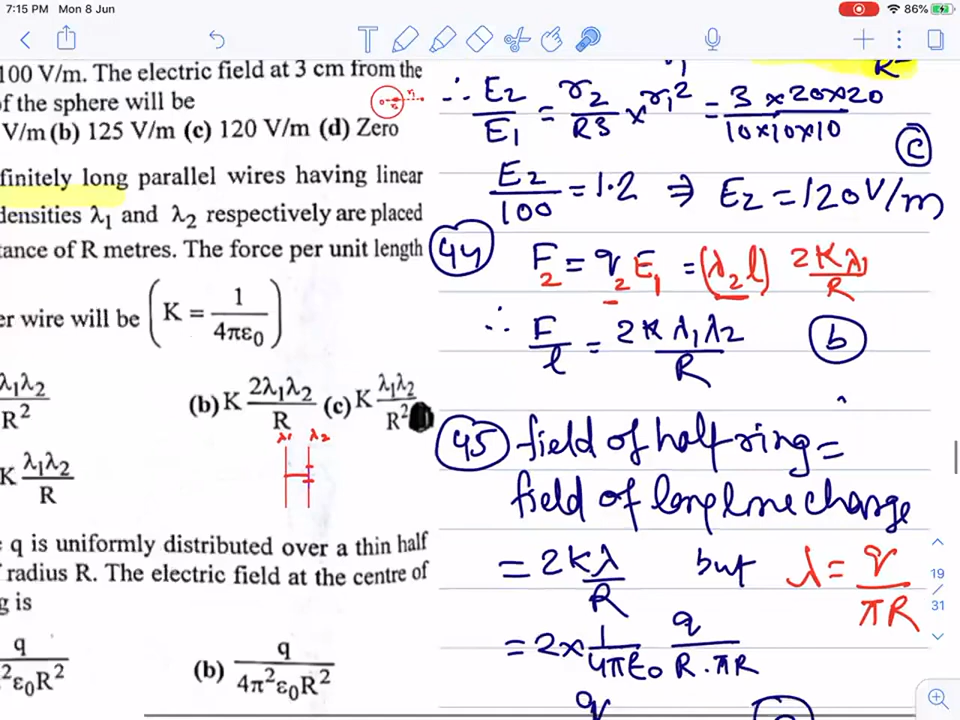 7:15 PM Mon 8 Jun
86%
100 V/m. The electric field at 3 cm from the
of the sphere will be
V/m (b) 125 V/m (c) 120 V/m (d) Zero
finitely long parallel wires having linear
densities λ₁ and λ₂ respectively are placed
tance of R metres. The force per unit length
er wire will be (K = 1/4πε₀)
λ₁λ₂/R² (b) K 2λ₁λ₂/R (c) K λ₁λ₂/R²
λ₁ λ₂
K λ₁λ₂/R
e q is uniformly distributed over a thin half
radius R. The electric field at the centre of
g is
q/²ε₀R² (b) q/4π²ε₀R²
∴ E₂/E₁ = r₂/R3 × r₁² = 3 × 20 × 20/10×10×10
(c)
E₂/100 = 1.2 ⇒ E₂ = 120 V/m
(44) F₂ = q₂ E₁ = (λ₂ l) 2Kλ₁/R
∴ F/l = 2K λ₁λ₂/R (b)
(45) field of half ring =
field of long line charge
= 2Kλ/R but λ = q/πR
= 2 × 1/4πε₀ q/R.πR
q
19
31